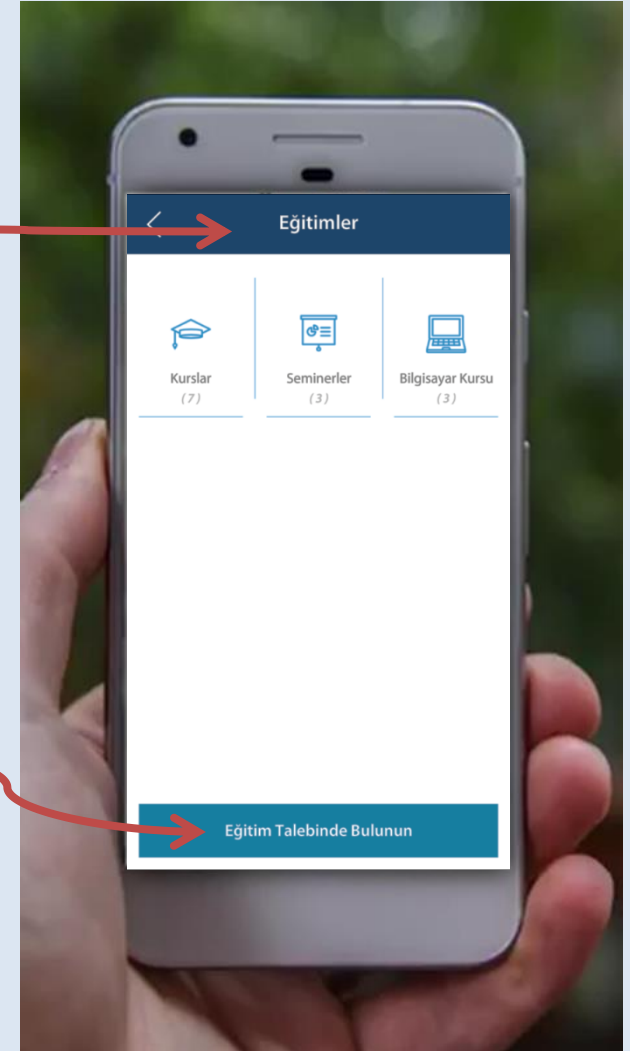 Eğitimler
Kurslar
(7)
Seminerler
(3)
Bilgisayar Kursu
(3)
Eğitim Talebinde Bulunun